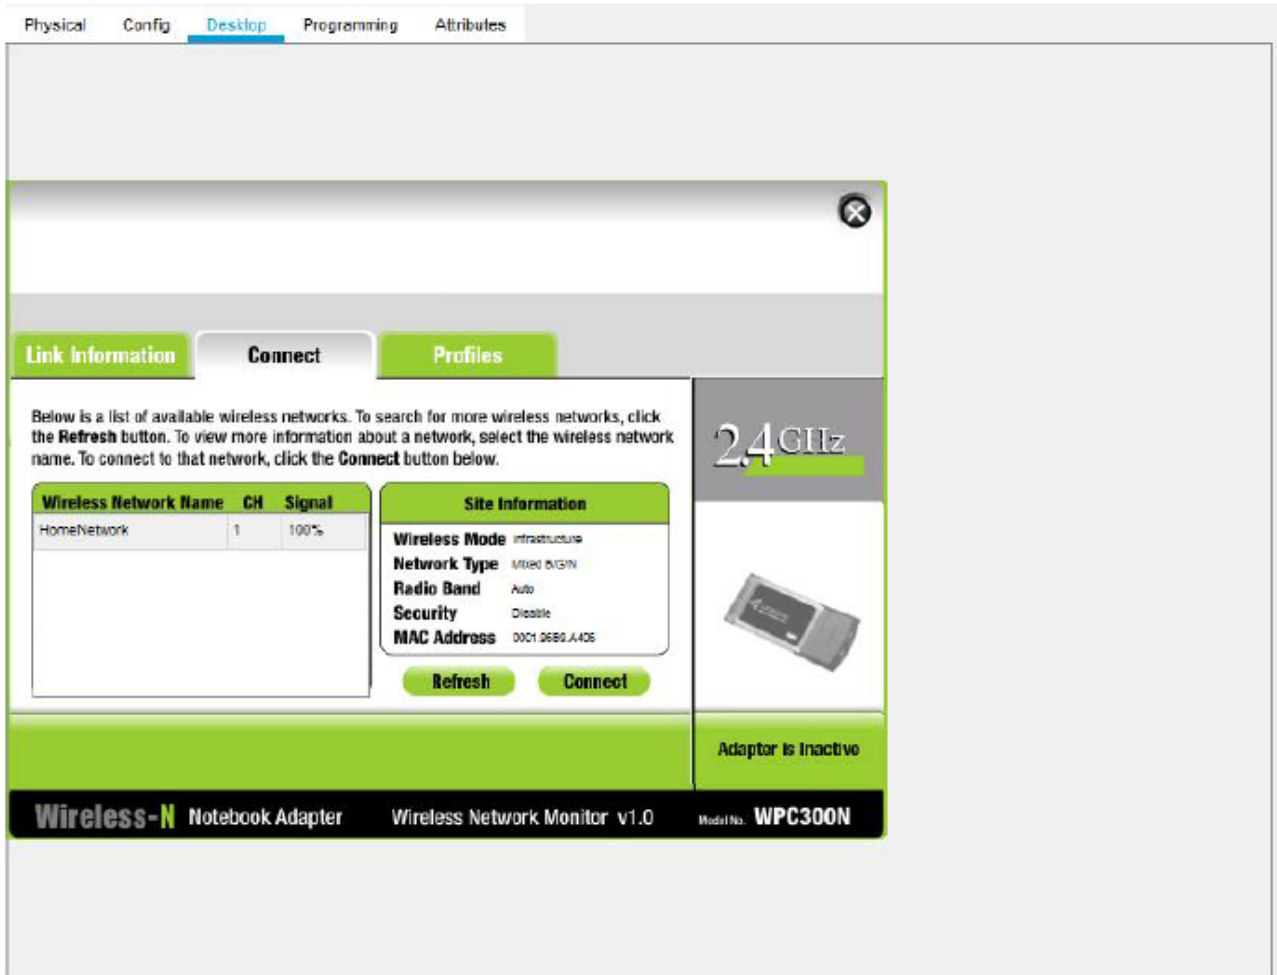 Physical Config Desktop Programming Attributes
Link Information Connect Profiles
Below is a list of available wireless networks. To search for more wireless networks, click
the Refresh button. To view more information about a network, select the wireless network
name. To connect to that network, click the Connect button below.
2.4GHz
Wireless Network Name CH Signal
HomeNetwork 1 100%
Site Information
Wireless Mode Infrastructure
Network Type Mixed B/G/N
Radio Band Auto
Security Disable
MAC Address
Refresh Connect
Adapter is Inactive
Wireless-N Notebook Adapter Wireless Network Monitor v1.0 Model No. WPC300N